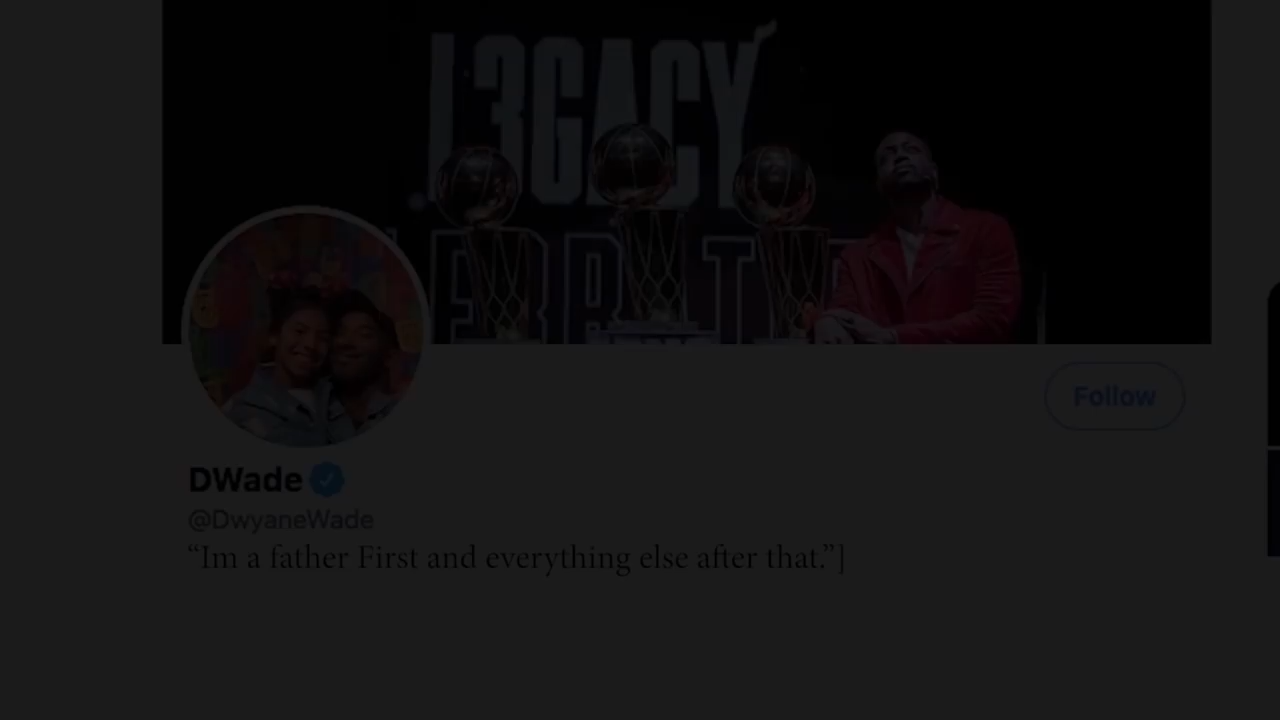 L3GACY
Follow
DWade
@DwyaneWade
“Im a father First and everything else after that.”]